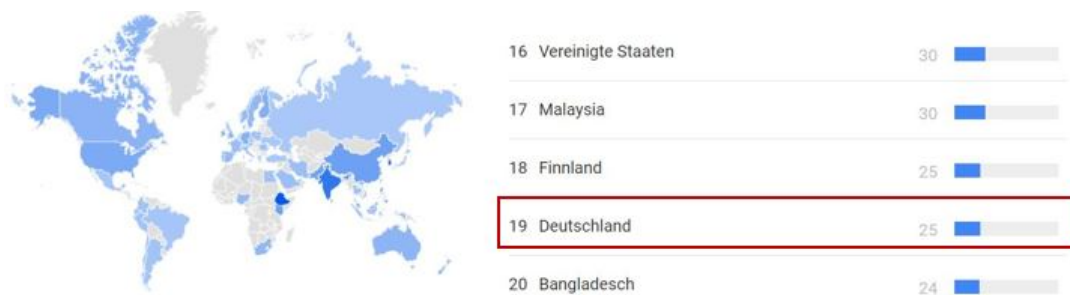 16 Vereinigte Staaten 30
17 Malaysia 30
18 Finnland 25
19 Deutschland 25
20 Bangladesch 24